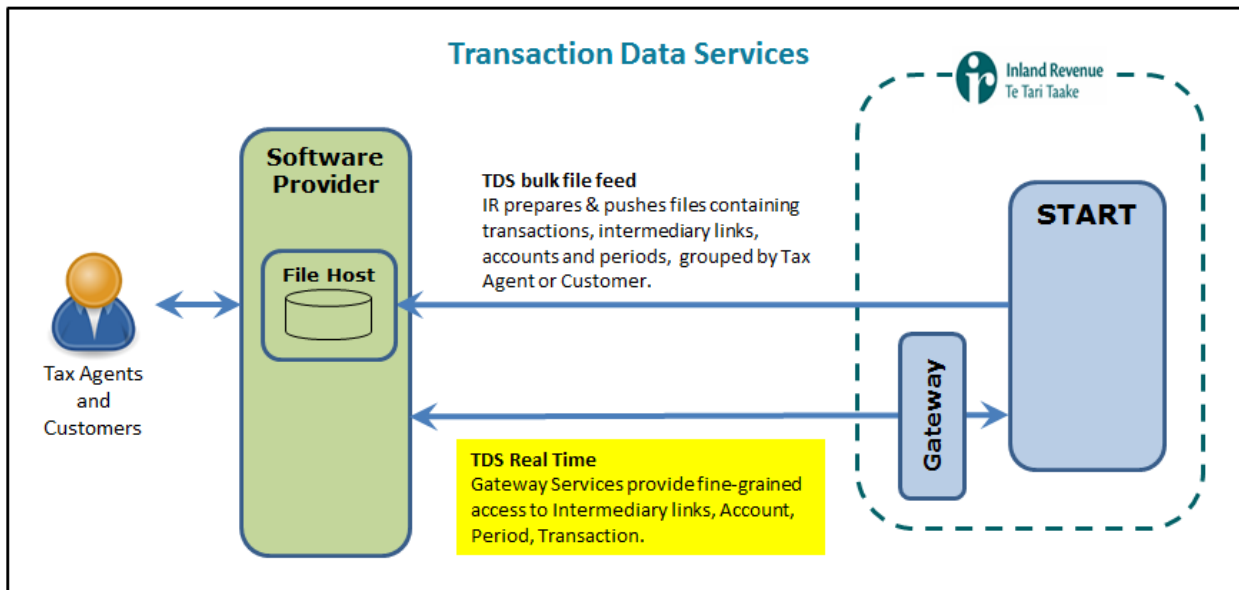 Transaction Data Services
Inland Revenue
Te Tari Taake
Software
Provider
File Host
Tax Agents
and
Customers
TDS bulk file feed
IR prepares & pushes files containing
transactions, intermediary links,
accounts and periods,  grouped by Tax
Agent or Customer.
START
Gateway
TDS Real Time
Gateway Services provide fine-grained
access to Intermediary links, Account,
Period, Transaction.